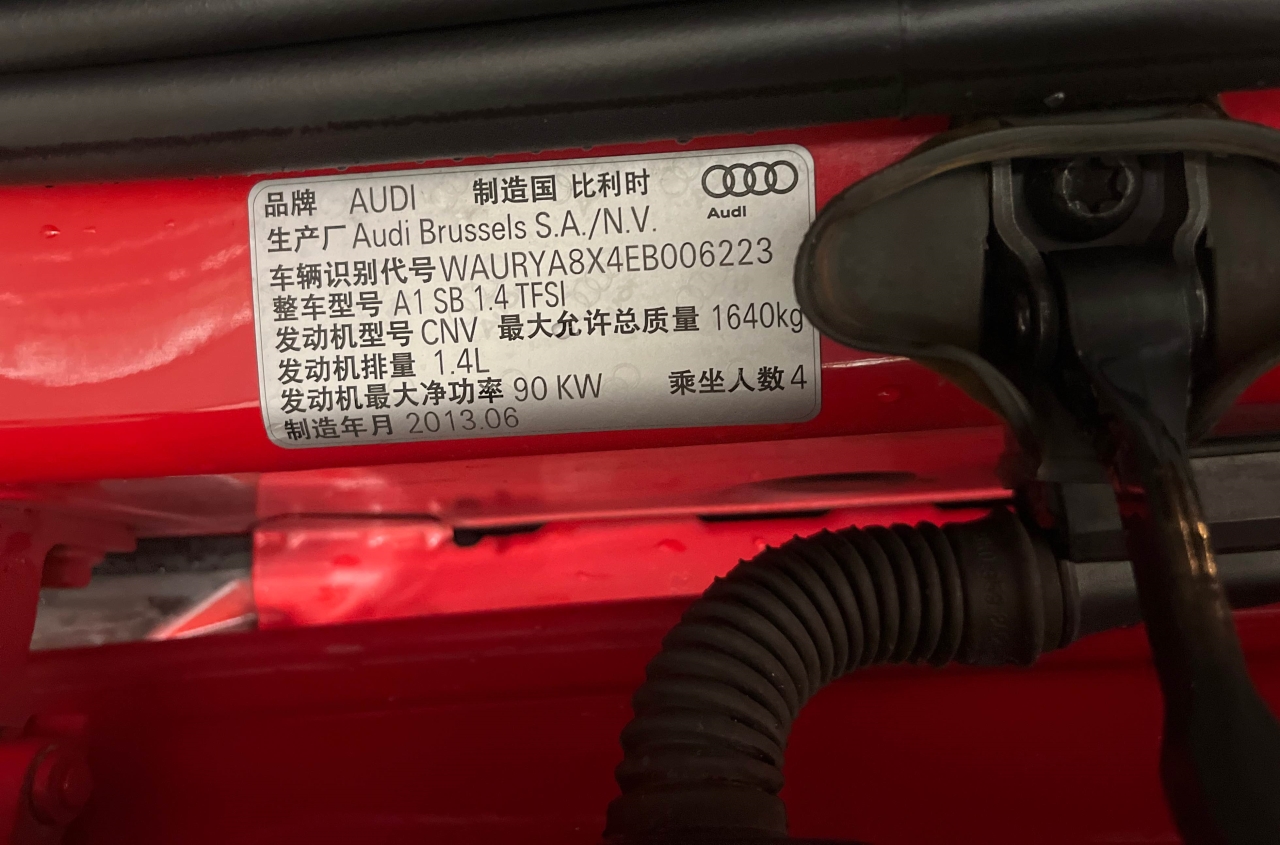 品牌 AUDI 制造国 比利时
Audi
生产厂 Audi Brussels S.A./N.V.
车辆识别代号 WAURYA8X4EB006223
整车型号 A1 SB 1.4 TFSI
发动机型号 CNV 最大允许总质量 1640kg
发动机排量 1.4L
发动机最大净功率 90 KW 乘坐人数 4
制造年月 2013.06